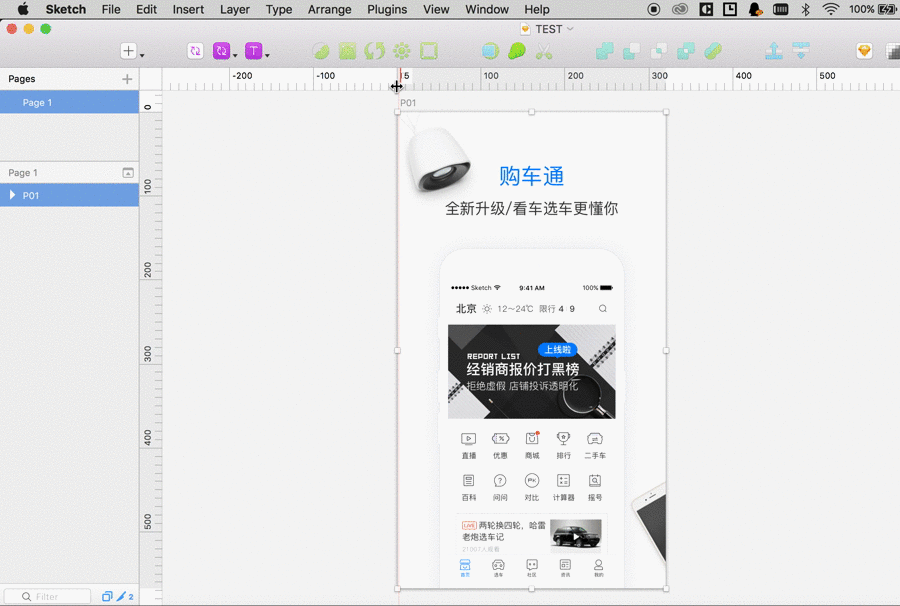 Sketch File Edit Insert Layer Type Arrange Plugins View Window Help 100%
TEST
Pages
-200 -100 5 100 200 300 400 500
Page 1
0
P01
Page 1
P01
100
购车通
全新升级/看车选车更懂你
200
Sketch 9:41 AM 100%
北京 12～24℃ 限行 4 9
300
上线啦
REPORT LIST
经销商报价打黑榜
拒绝虚假 店铺投诉透明化
400
直播 优惠 商城 排行 二手车
PK
百科 问问 对比 计算器 摇号
500
LIVE 两轮换四轮，哈雷
老炮选车记
21007人观看
首页 选车 社区 资讯 我的
Filter 2